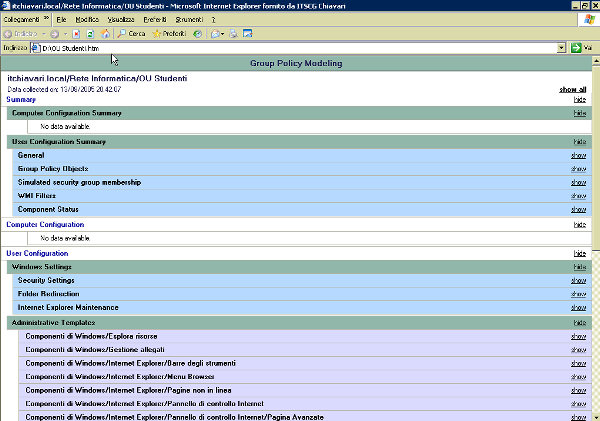 itchiavari.local/Rete Informatica/OU Studenti - Microsoft Internet Explorer fornito da ITSCG Chiavari
Collegamenti » File Modifica Visualizza Preferiti Strumenti ?
Indietro Cerca Preferiti
Indirizzo D:\OU Studenti.htm Vai
Group Policy Modeling
itchiavari.local/Rete Informatica/OU Studenti
Data collected on: 13/09/2005 20.42.07 show all
Summary hide
Computer Configuration Summary hide
No data available.
User Configuration Summary hide
General show
Group Policy Objects show
Simulated security group membership show
WMI Filters show
Component Status show
Computer Configuration hide
No data available.
User Configuration hide
Windows Settings hide
Security Settings show
Folder Redirection show
Internet Explorer Maintenance show
Administrative Templates hide
Componenti di Windows/Esplora risorse show
Componenti di Windows/Gestione allegati show
Componenti di Windows/Internet Explorer/Barre degli strumenti show
Componenti di Windows/Internet Explorer/Menu Browser show
Componenti di Windows/Internet Explorer/Pagine non in linea show
Componenti di Windows/Internet Explorer/Pannello di controllo Internet show
Componenti di Windows/Internet Explorer/Pannello di controllo Internet/Pagina Avanzate show